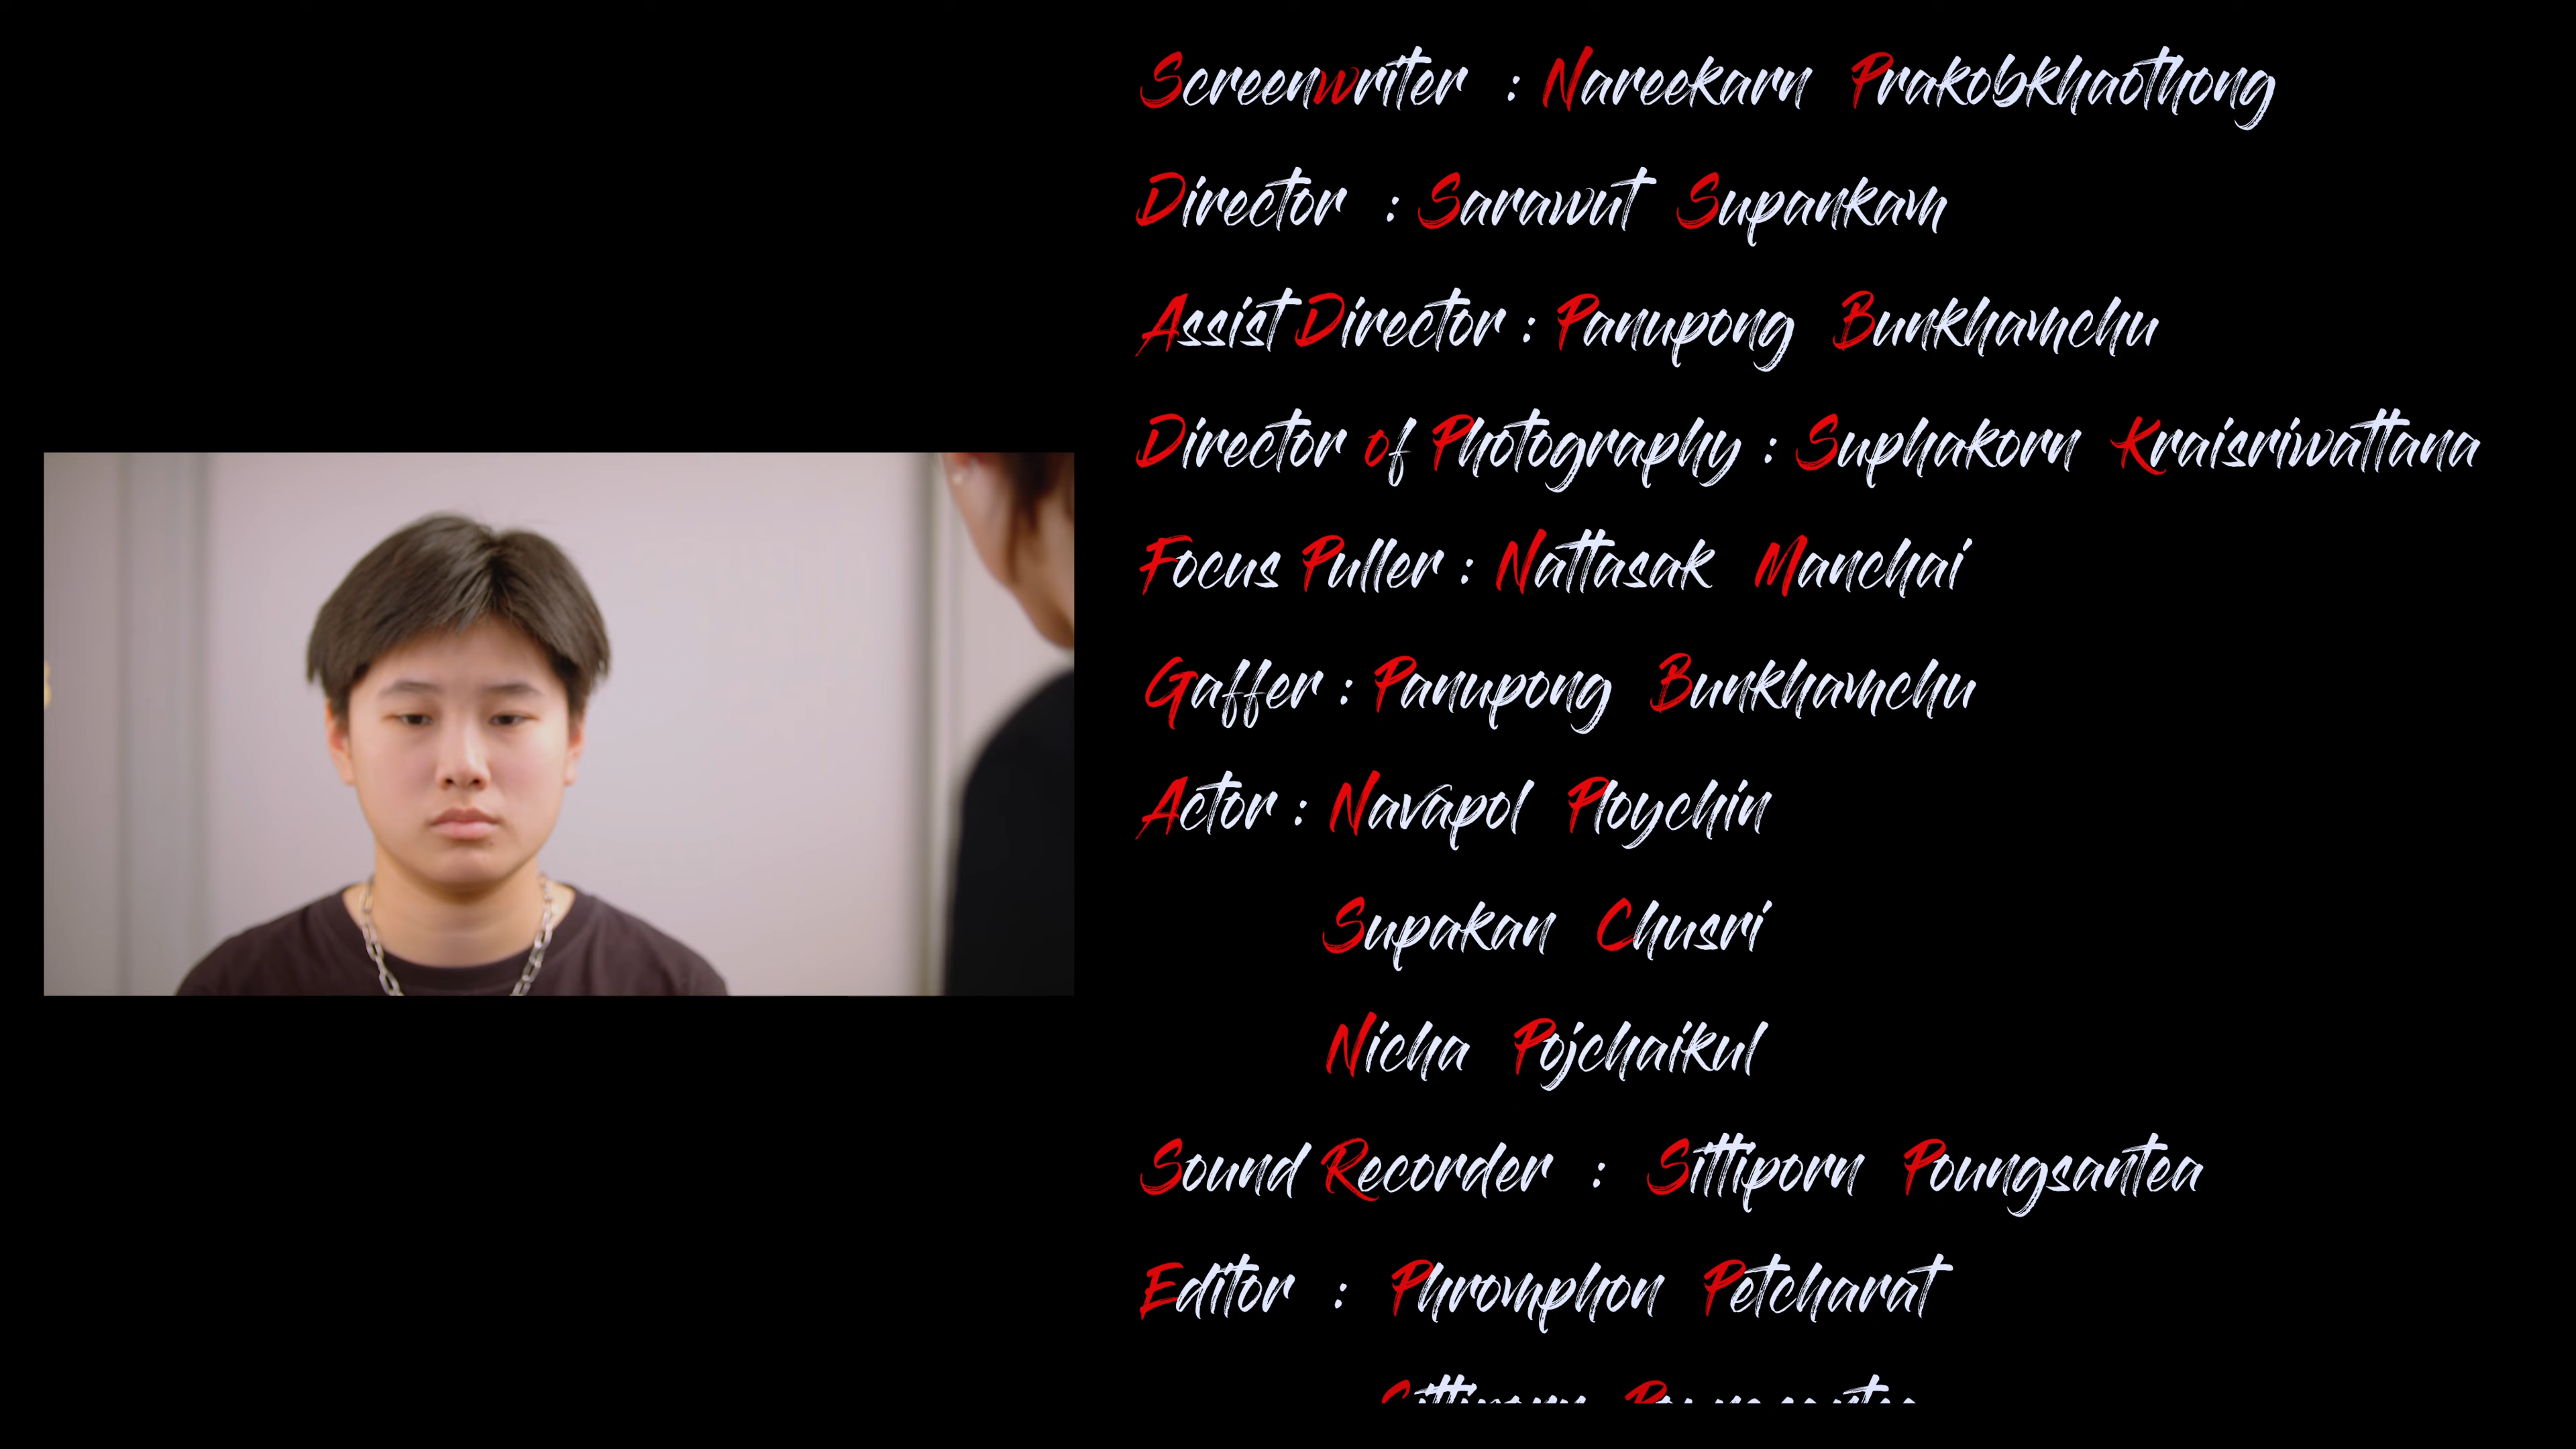 Screenwriter : Nareekarn Prakobkhaothong
Director : Sarawut Supankam
Assist Director : Panupong Bunkhamchu
Director of Photography : Suphakorn Kraisriwattana
Focus Puller : Nattasak Manchai
Gaffer : Panupong Bunkhamchu
Actor : Navapol Ploychin
Supakan Chusri
Nicha Pojchaikul
Sound Recorder : Sittiporn Poungsantea
Editor : Phromphon Petcharat